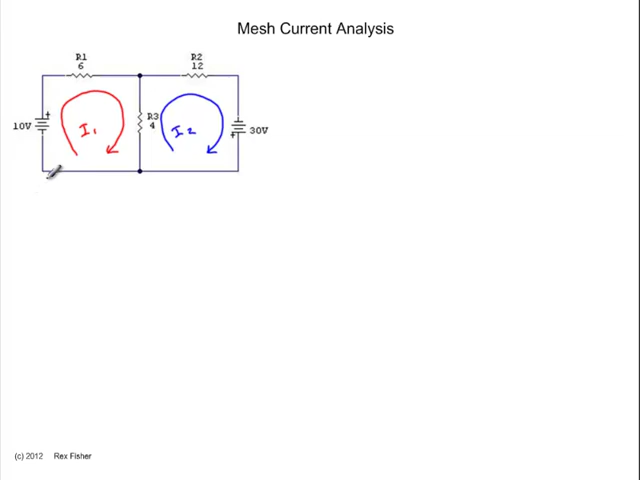 Mesh Current Analysis
R1
6
R2
12
10V
+
I1
R3
4
I2
+
30V
(c) 2012 Rex Fisher